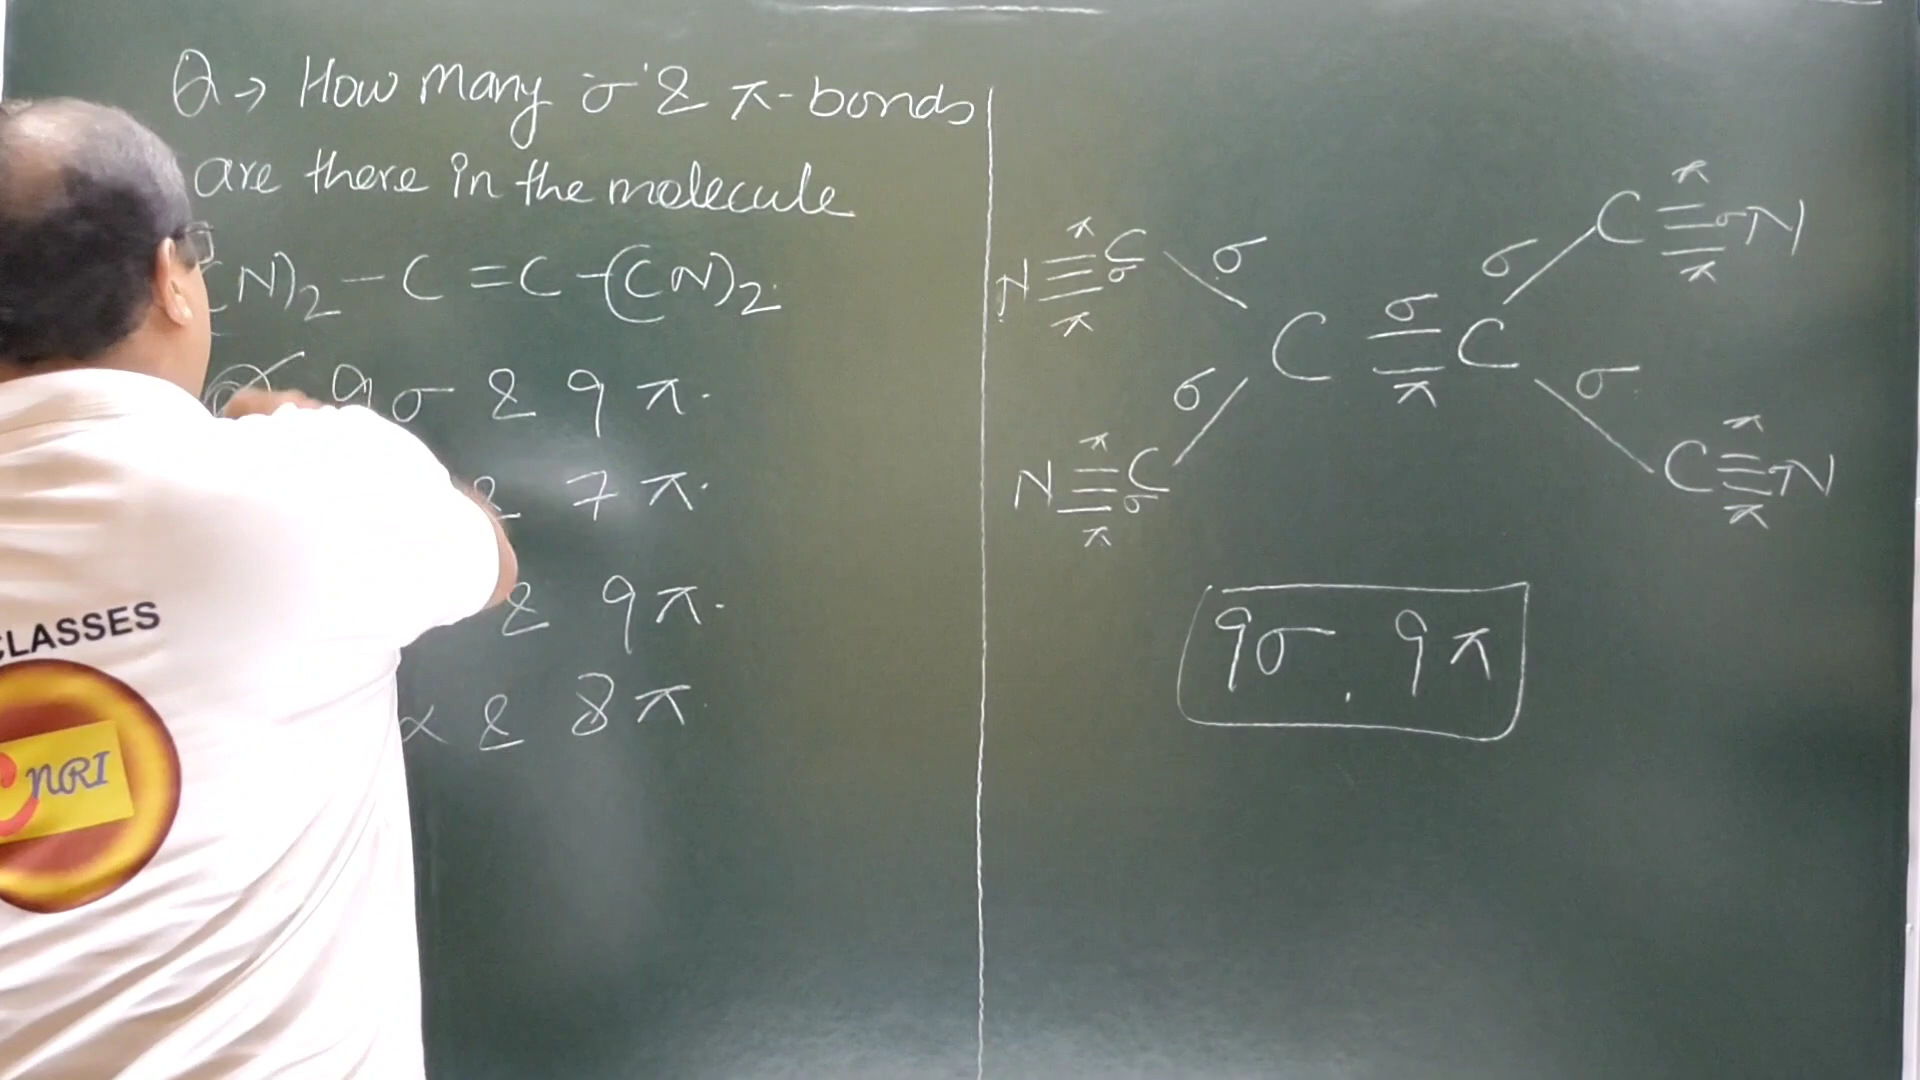 Q → How many σ & π-bonds
are there in the molecule
N)₂ – C = C – (CN)₂
9σ & 9π.
& 7π.
& 9π.
& 8π.
N≡C σ C = C σ C≡N
N≡C σ σ C≡N
σ
π
9σ, 9π
CLASSES
NRI